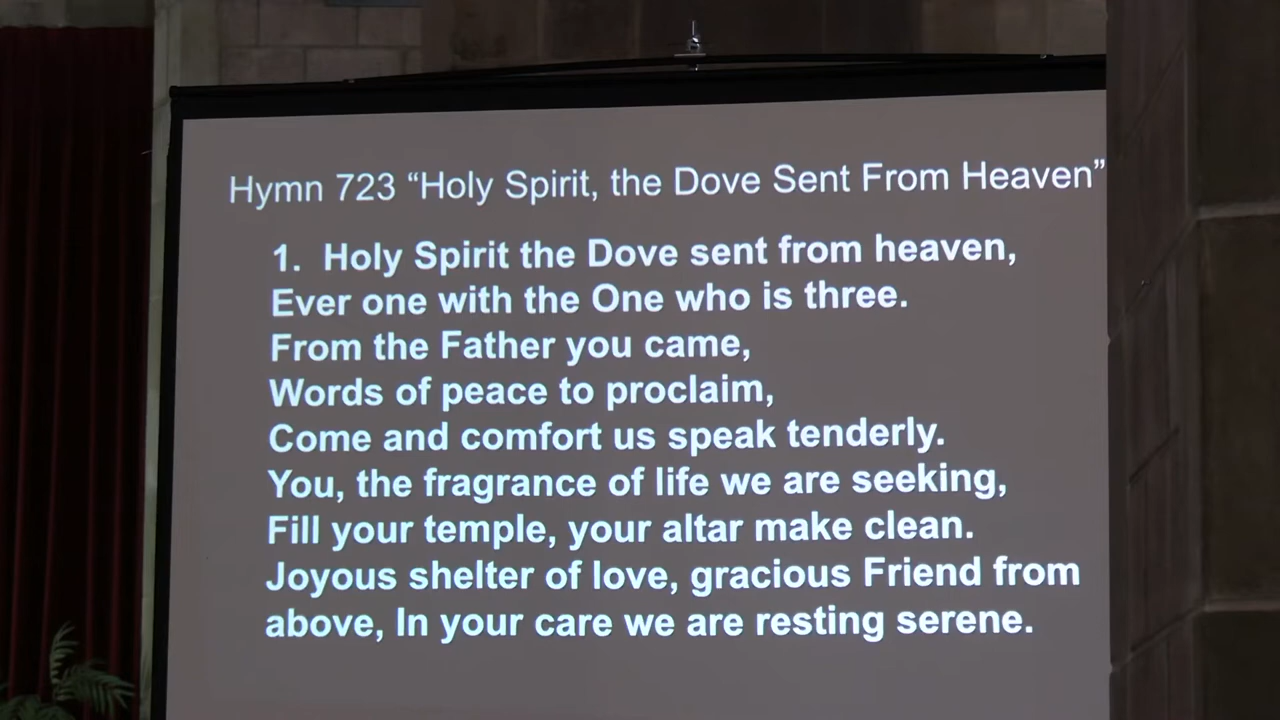 Hymn 723 “Holy Spirit, the Dove Sent From Heaven”
1. Holy Spirit the Dove sent from heaven,
Ever one with the One who is three.
From the Father you came,
Words of peace to proclaim,
Come and comfort us speak tenderly.
You, the fragrance of life we are seeking,
Fill your temple, your altar make clean.
Joyous shelter of love, gracious Friend from
above, In your care we are resting serene.